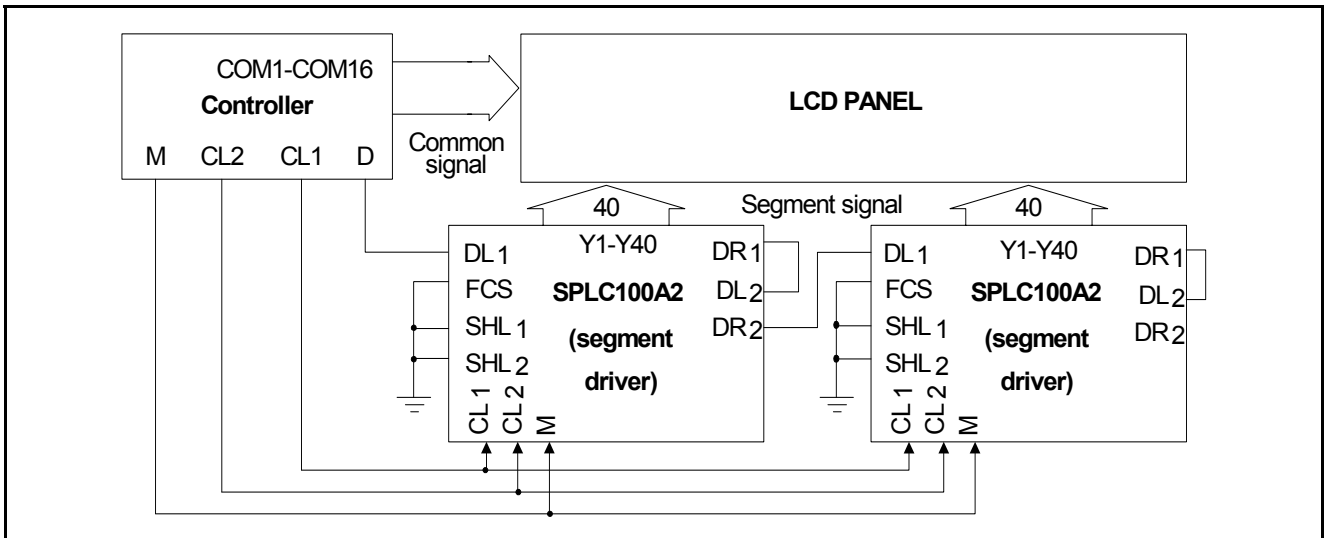 COM1-COM16
Controller
M CL2 CL1 D
Common
signal
LCD PANEL
40
Segment signal
40
DL1
FCS
SHL1
SHL2
CL1
CL2
M
Y1-Y40
SPLC100A2
(segment
driver)
DR1
DL2
DR2
DL1
FCS
SHL1
SHL2
CL1
CL2
M
Y1-Y40
SPLC100A2
(segment
driver)
DR1
DL2
DR2